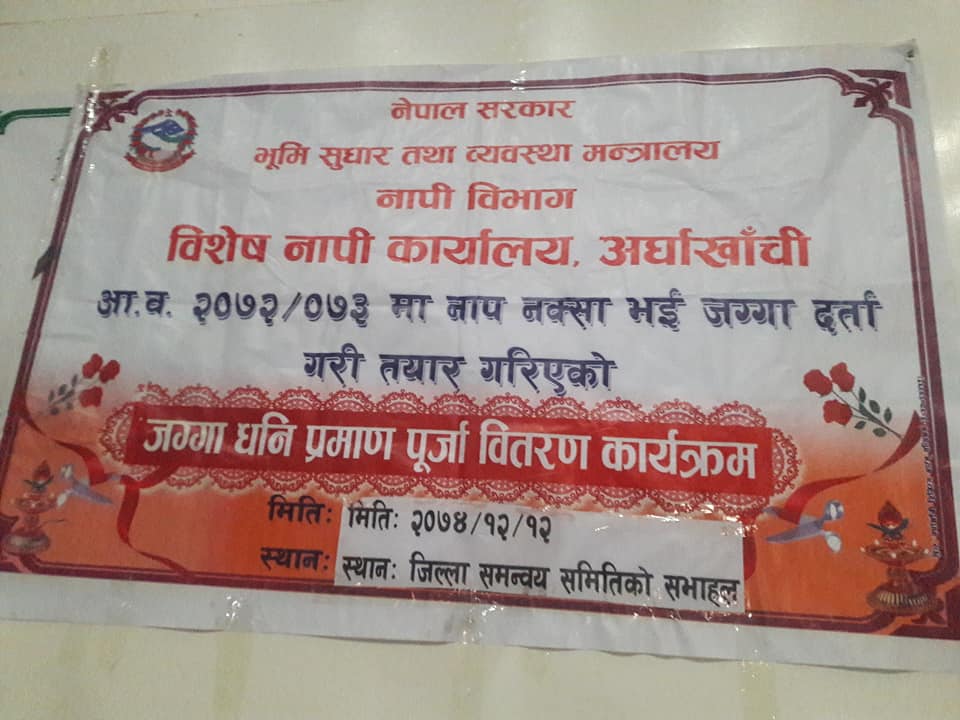 नेपाल सरकार
भूमि सुधार तथा व्यवस्था मन्त्रालय
नापी विभाग
विशेष नापी कार्यालय, अर्घाखाँची
आ.व. २०७२/०७३ मा नाप नक्सा भई जग्गा दर्ता
गरी तयार गरिएको
जग्गा धनि प्रमाण पूर्जा वितरण कार्यक्रम
मितिः मितिः २०७४/१२/१२
स्थानः स्थानः जिल्ला समन्वय समितिको सभाहल